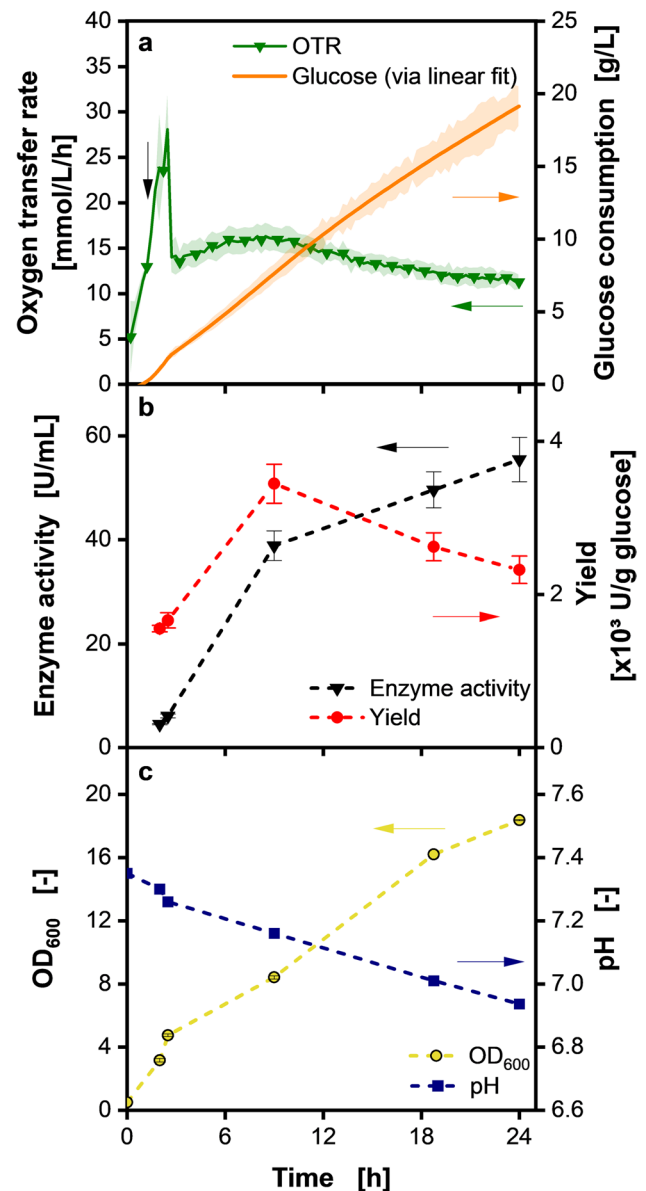 a
OTR
Glucose (via linear fit)
Oxygen transfer rate
[mmol/L/h]
40
35
30
25
20
15
10
5
0
Glucose consumption [g/L]
25
20
15
10
5
0
b
Enzyme activity [U/mL]
60
40
20
0
Yield
[x10³ U/g glucose]
4
2
0
Enzyme activity
Yield
c
OD₆₀₀ [-]
20
16
12
8
4
0
pH [-]
7.6
7.4
7.2
7.0
6.8
6.6
OD₆₀₀
pH
0 6 12 18 24
Time [h]